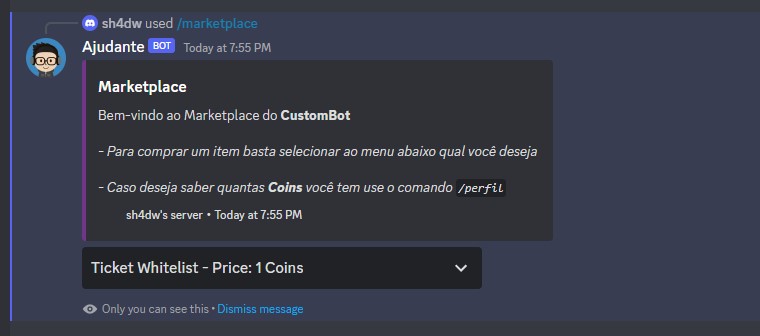 sh4dw used /marketplace
Ajudante BOT Today at 7:55 PM
Marketplace
Bem-vindo ao Marketplace do CustomBot
- Para comprar um item basta selecionar ao menu abaixo qual você deseja
- Caso deseja saber quantas Coins você tem use o comando /perfil
sh4dw's server • Today at 7:55 PM
Ticket Whitelist - Price: 1 Coins
Only you can see this • Dismiss message